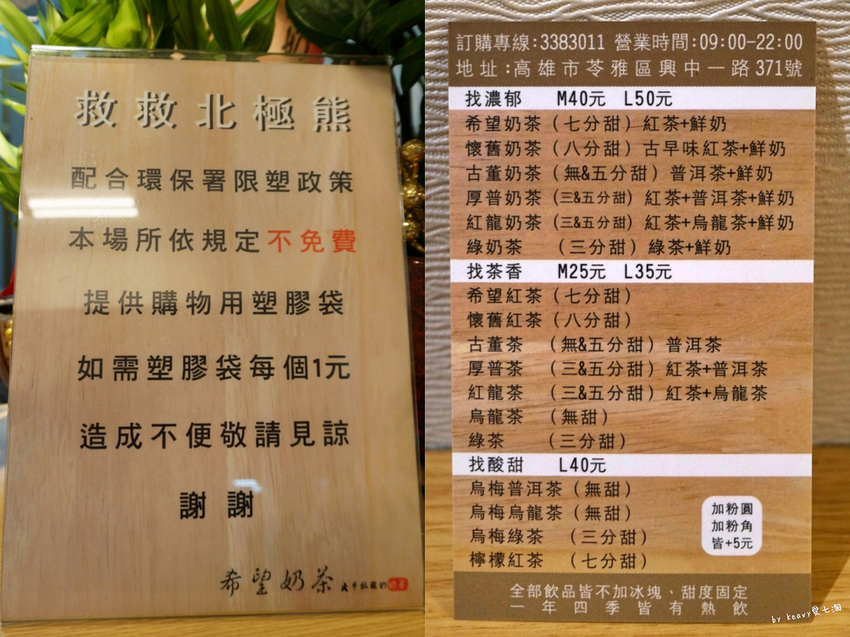 救救北極熊
配合環保署限塑政策
本場所依規定不免費
提供購物用塑膠袋
如需塑膠袋每個1元
造成不便敬請見諒
謝謝
希望奶茶
訂購專線:3383011 營業時間:09:00-22:00
地址:高雄市苓雅區興中一路371號
找濃郁 M40元 L50元
希望奶茶（七分甜）紅茶+鮮奶
懷舊奶茶（八分甜）古早味紅茶+鮮奶
古董奶茶（無&五分甜）普洱茶+鮮奶
厚普奶茶（三&五分甜）紅茶+普洱茶+鮮奶
紅龍奶茶（三&五分甜）紅茶+烏龍茶+鮮奶
綠奶茶（三分甜）綠茶+鮮奶
找茶香 M25元 L35元
希望紅茶（七分甜）
懷舊紅茶（八分甜）
古董茶（無&五分甜）普洱茶
厚普茶（三&五分甜）紅茶+普洱茶
紅龍茶（三&五分甜）紅茶+烏龍茶
烏龍茶（無甜）
綠茶（三分甜）
找酸甜 L40元
烏梅普洱茶（無甜）
烏梅烏龍茶（無甜）
烏梅綠茶（三分甜）
檸檬紅茶（七分甜）
加粉圓
加粉角
皆+5元
全部飲品皆不加冰塊、甜度固定
一年四季皆有熱飲
by keavy愛七淘